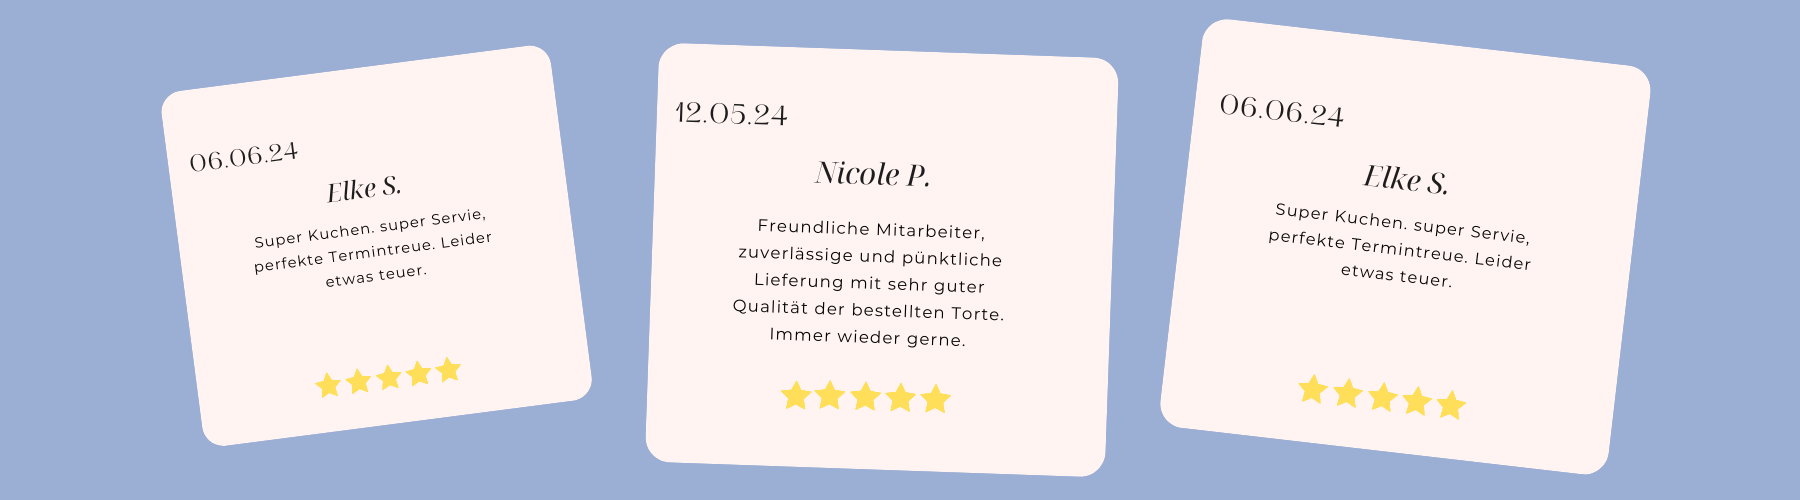 06.06.24
Elke S.
Super Kuchen. super Servie,
perfekte Termintreue. Leider
etwas teuer.
12.05.24
Nicole P.
Freundliche Mitarbeiter,
zuverlässige und pünktliche
Lieferung mit sehr guter
Qualität der bestellten Torte.
Immer wieder gerne.
06.06.24
Elke S.
Super Kuchen. super Servie,
perfekte Termintreue. Leider
etwas teuer.